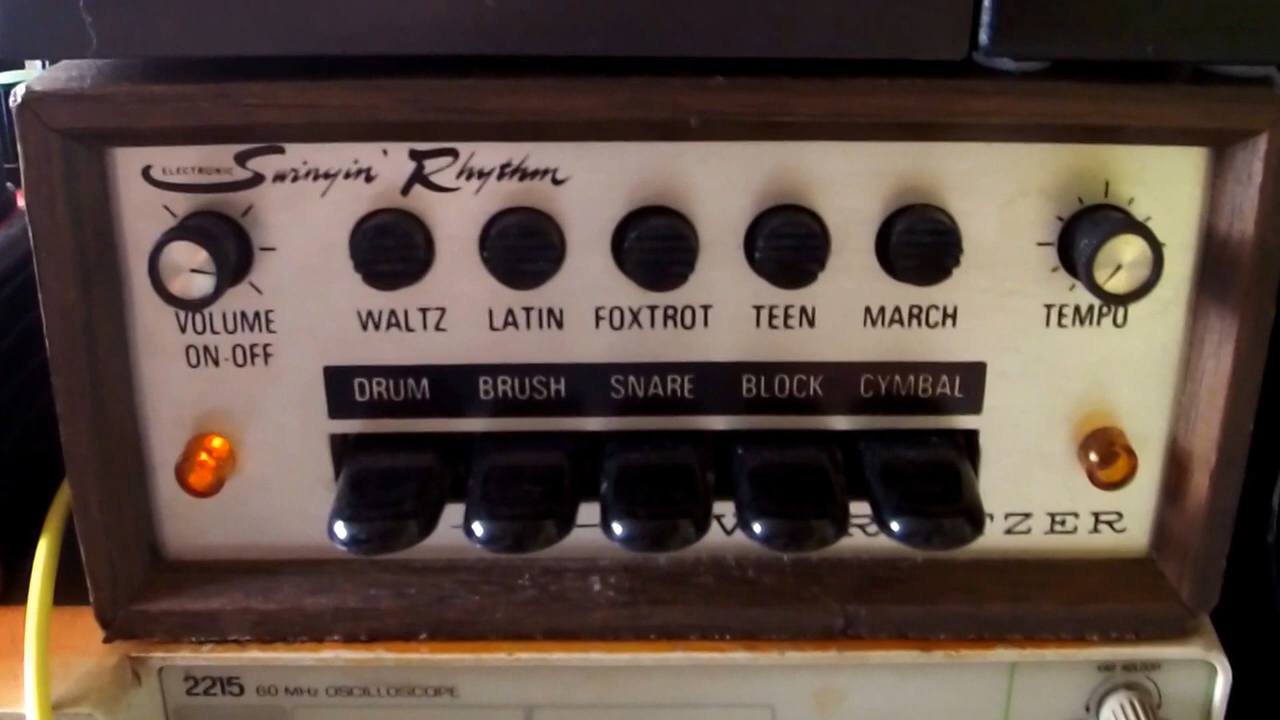 ELECTRONIC Swingin' Rhythm
VOLUME
ON-OFF
WALTZ LATIN FOXTROT TEEN MARCH
TEMPO
DRUM BRUSH SNARE BLOCK CYMBAL
2215 60 MHz OSCILLOSCOPE